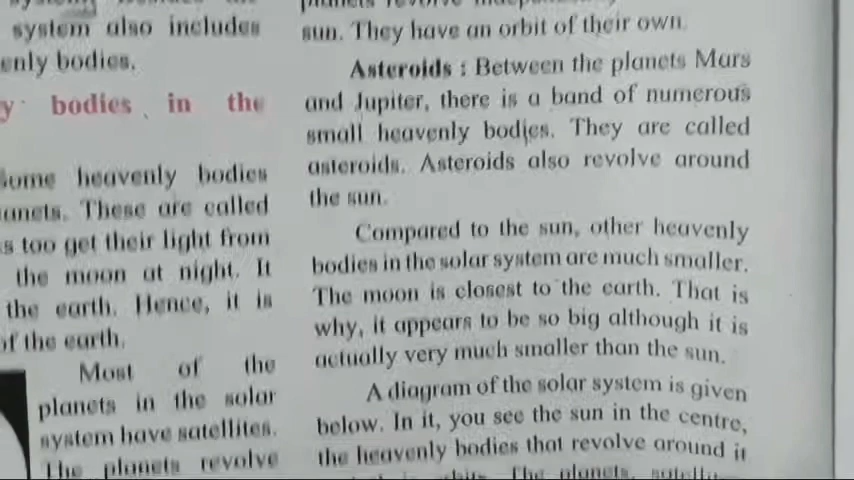 system also includes
enly bodies.
y bodies in the
Some heavenly bodies
anets. These are called
s too get their light from
the moon at night. It
the earth. Hence, it is
of the earth.
Most of the
planets in the solar
system have satellites.
The planets revolve
planets revolve
sun. They have an orbit of their own.
Asteroids : Between the planets Mars
and Jupiter, there is a band of numerous
small heavenly bodies. They are called
asteroids. Asteroids also revolve around
the sun.
Compared to the sun, other heavenly
bodies in the solar system are much smaller.
The moon is closest to the earth. That is
why, it appears to be so big although it is
actually very much smaller than the sun.
A diagram of the solar system is given
below. In it, you see the sun in the centre,
the heavenly bodies that revolve around it
The planets,